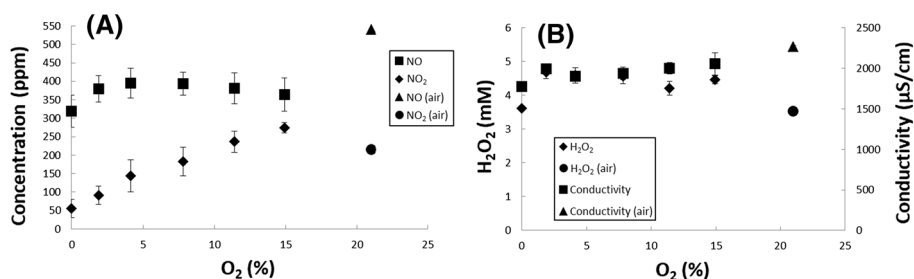 (A)
Concentration (ppm)
550
500
450
400
350
300
250
200
150
100
50
0
0 5 10 15 20 25
O₂ (%)
NO
NO₂
NO (air)
NO₂ (air)
(B)
H₂O₂ (mM)
6
5
4
3
2
1
0
0 5 10 15 20 25
O₂ (%)
H₂O₂
H₂O₂ (air)
Conductivity
Conductivity (air)
2500
2000
1500
1000
500
0
Conductivity (µS/cm)